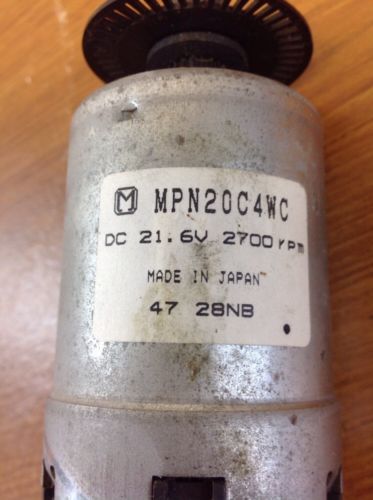 M MPN20C4WC
DC 21.6V 2700rpm
MADE IN JAPAN
47 28NB